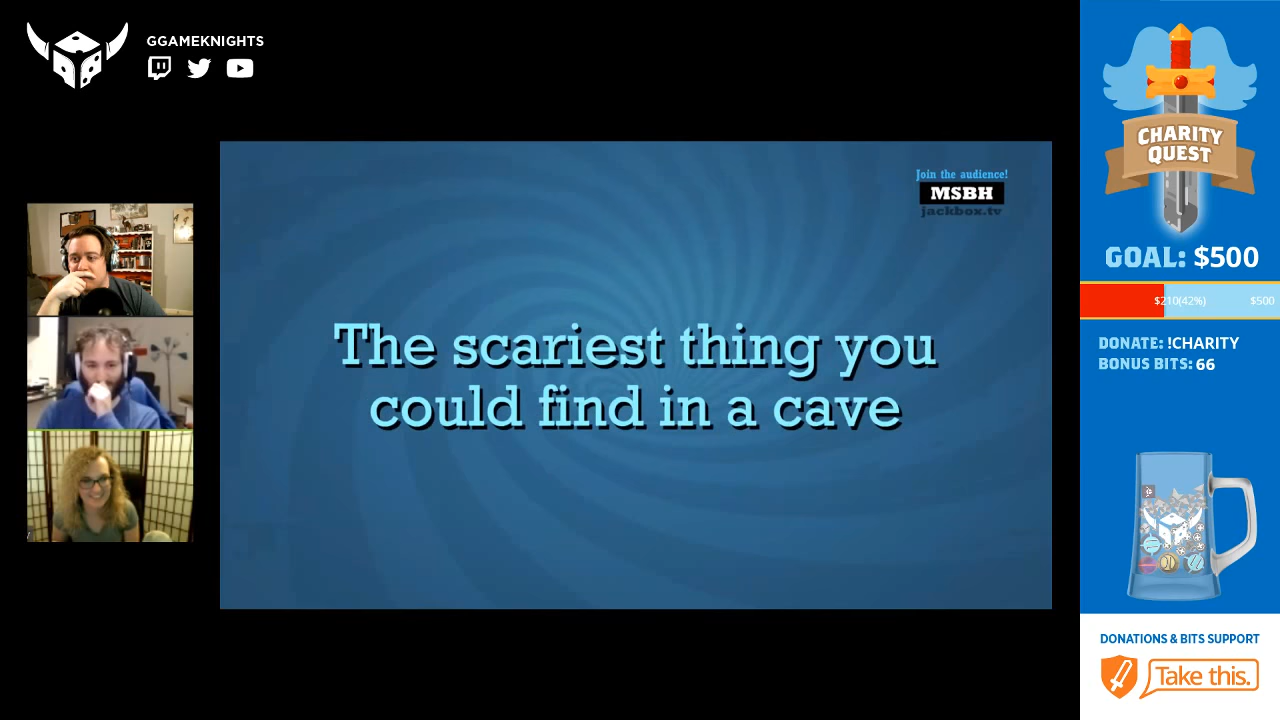 GGAMEKNIGHTS
Join the audience!
MSBH
jackbox.tv
The scariest thing you
could find in a cave
CHARITY
QUEST
GOAL: $500
$210(42%) $500
DONATE: !CHARITY
BONUS BITS: 66
DONATIONS & BITS SUPPORT
Take this.